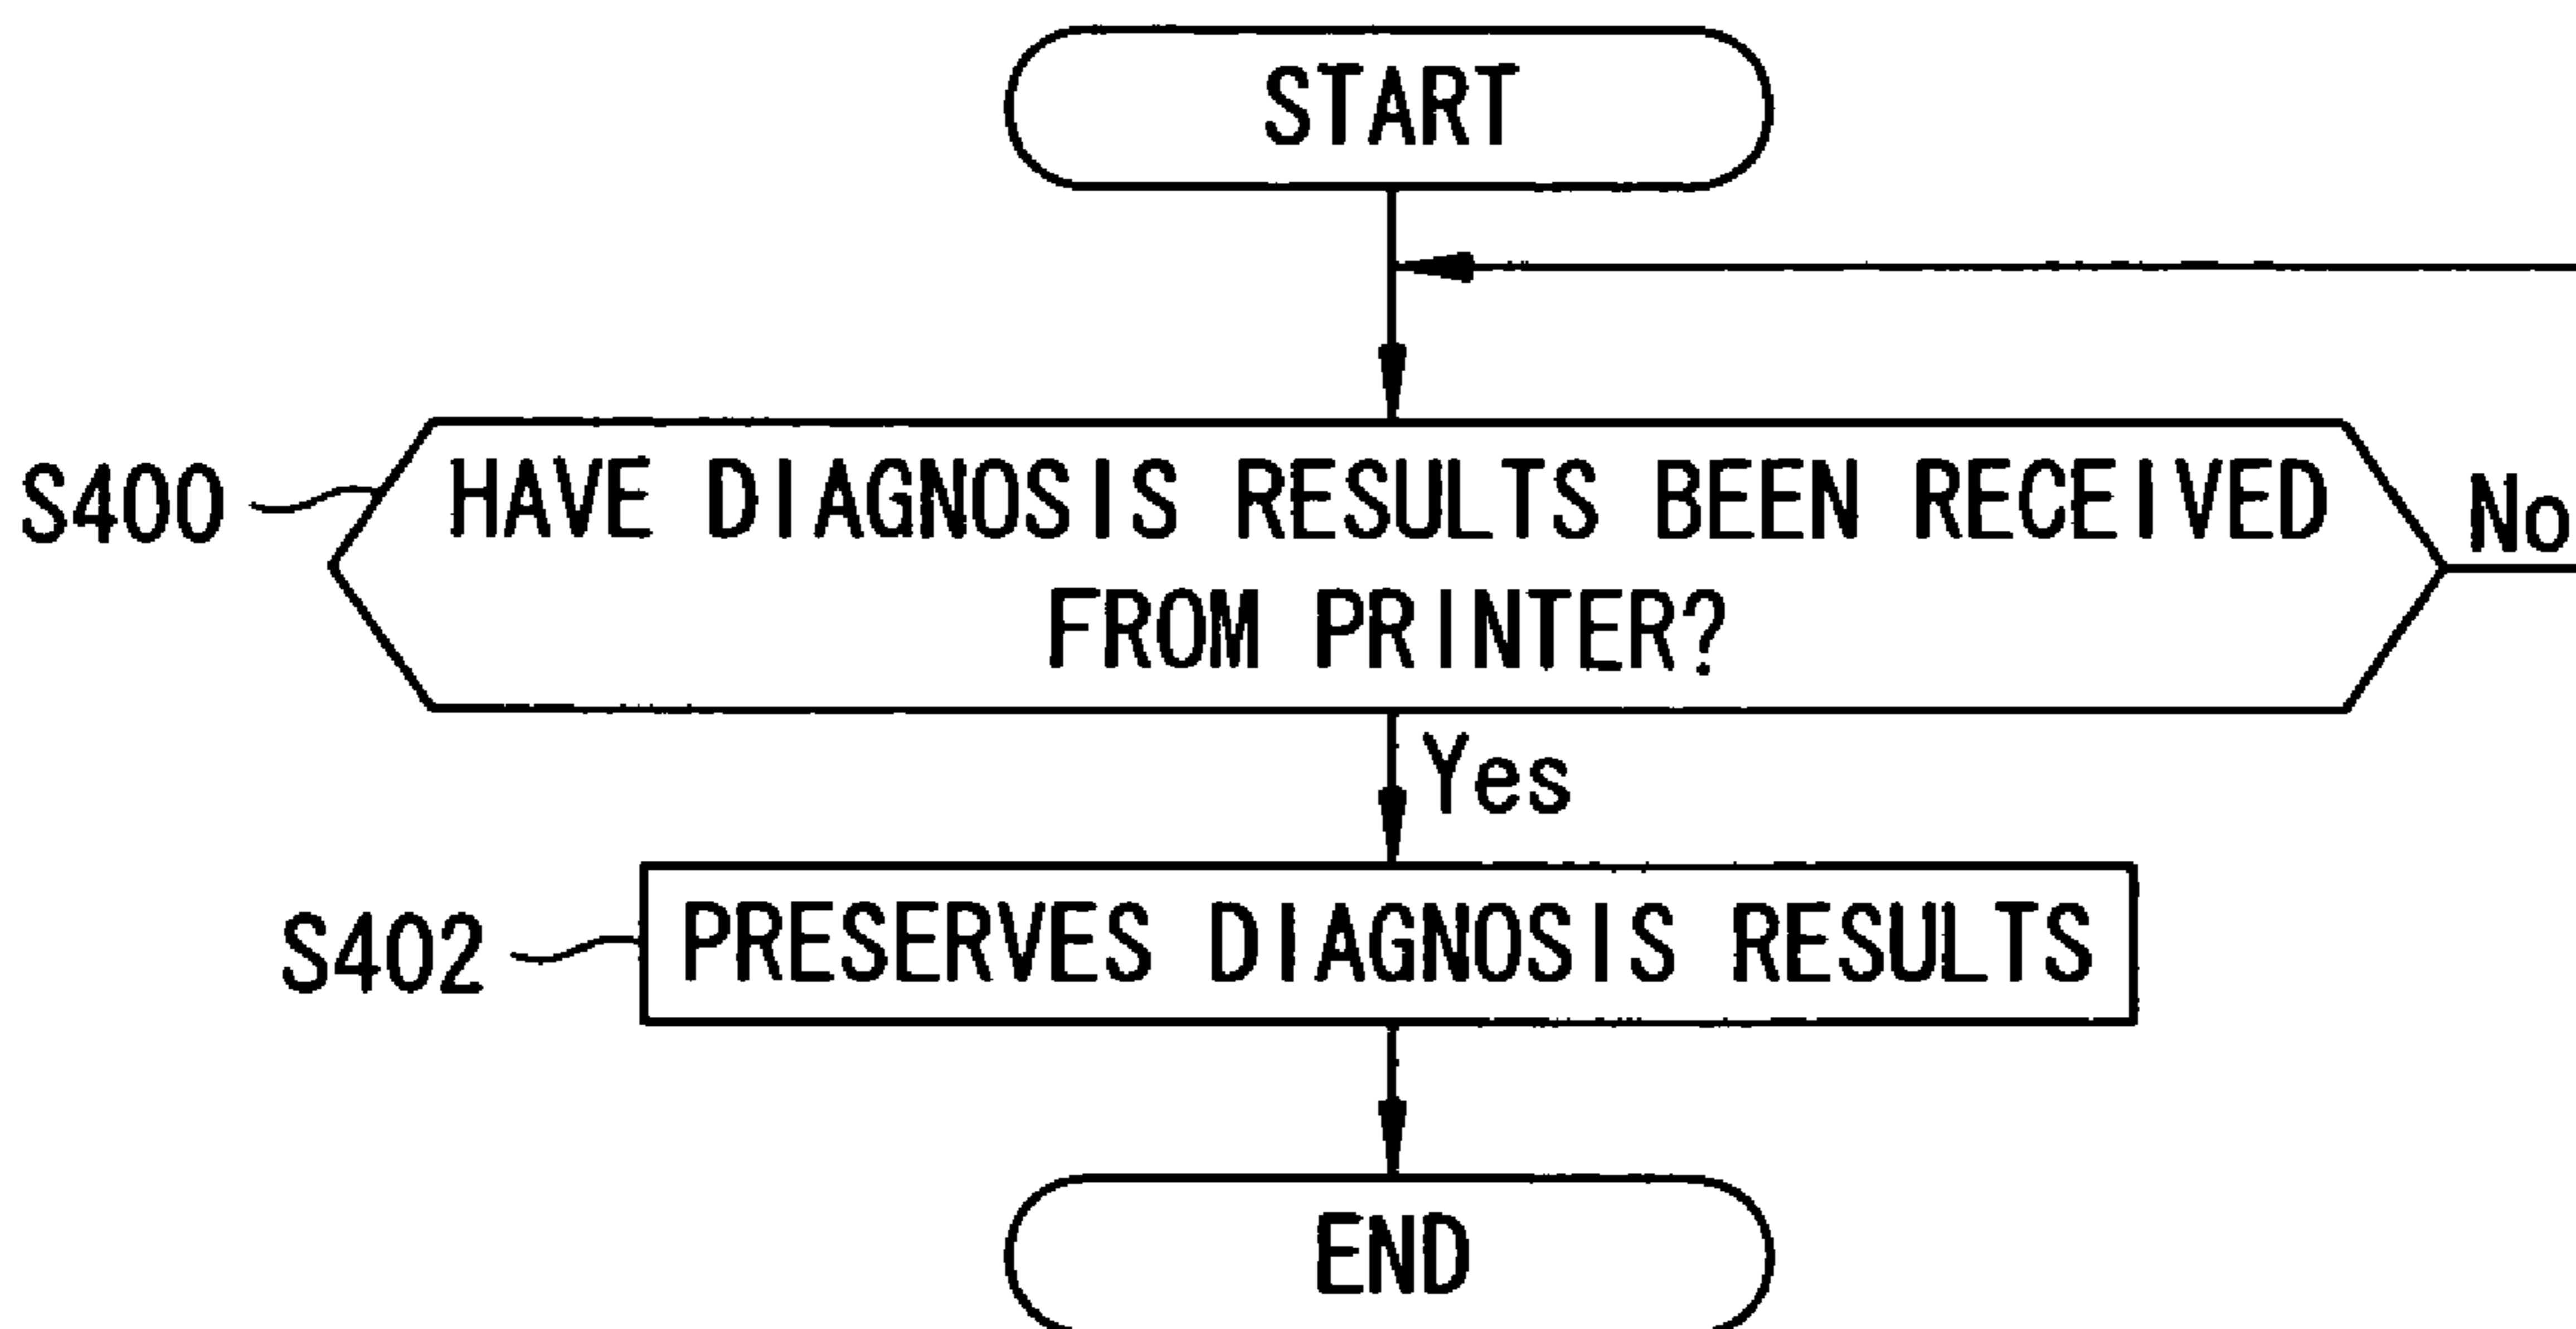 START
S400
HAVE DIAGNOSIS RESULTS BEEN RECEIVED
No
FROM PRINTER?
Yes
S402
PRESERVES DIAGNOSIS RESULTS
END